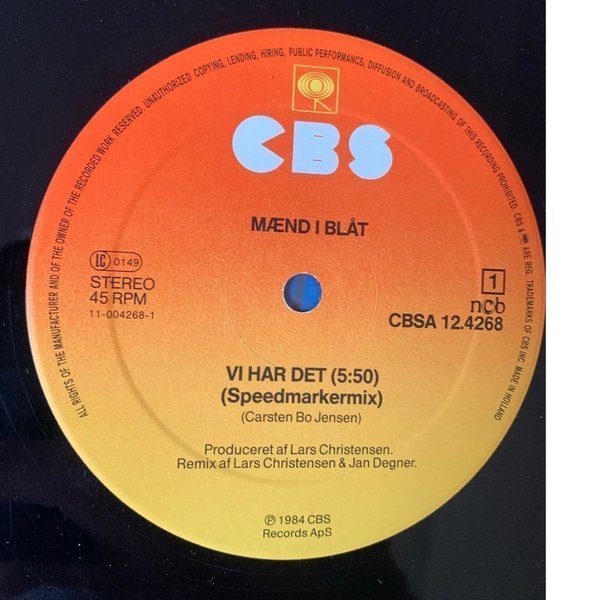 ALL RIGHTS OF THE MANUFACTURER AND OF THE OWNER OF THE RECORDED WORK RESERVED. UNAUTHORIZED COPYING, LENDING, HIRING, PUBLIC PERFORMANCE, DIFFUSION AND BROADCASTING OF THIS RECORDING PROHIBITED. CBS & ARE REG. TRADEMARKS OF CBS INC. MADE IN HOLLAND
CBS
MÆND I BLÅT
LC 0149
STEREO
45 RPM
11-004268-1
1
ncb
CBSA 12.4268
VI HAR DET (5:50)
(Speedmarkermix)
(Carsten Bo Jensen)
Produceret af Lars Christensen.
Remix af Lars Christensen & Jan Degner.
℗ 1984 CBS
Records ApS